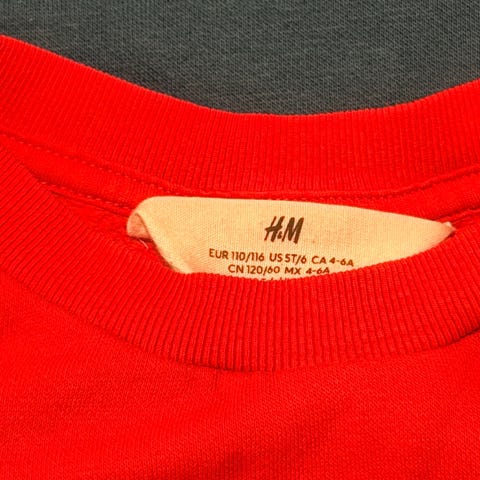 H&M
EUR 110/116 US 5T/6 CA 4-6A
CN 120/60 MX 4-6A